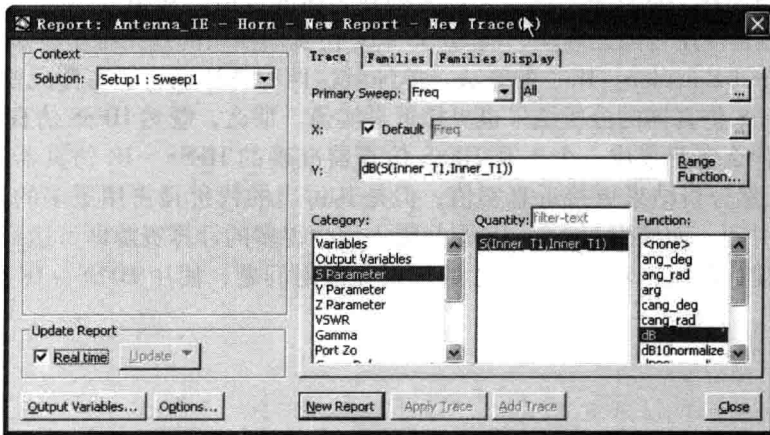 Report: Antenna_IE - Horn - New Report - New Trace(s)
Context
Solution: Setup1 : Sweep1
Update Report
Real time
Update
Output Variables...
Options...
Trace
Families
Families Display
Primary Sweep: Freq
All
...
X: Default Freq
...
Y: dB(S(Inner_T1,Inner_T1))
Range Function...
Category:
Variables
Output Variables
S Parameter
Y Parameter
Z Parameter
VSWR
Gamma
Port Zo
Quantity: filter-text
S(Inner_T1,Inner_T1)
Function:
<none>
ang_deg
ang_rad
arg
cang_deg
cang_rad
dB
dB10normalize
New Report
Apply Trace
Add Trace
Close